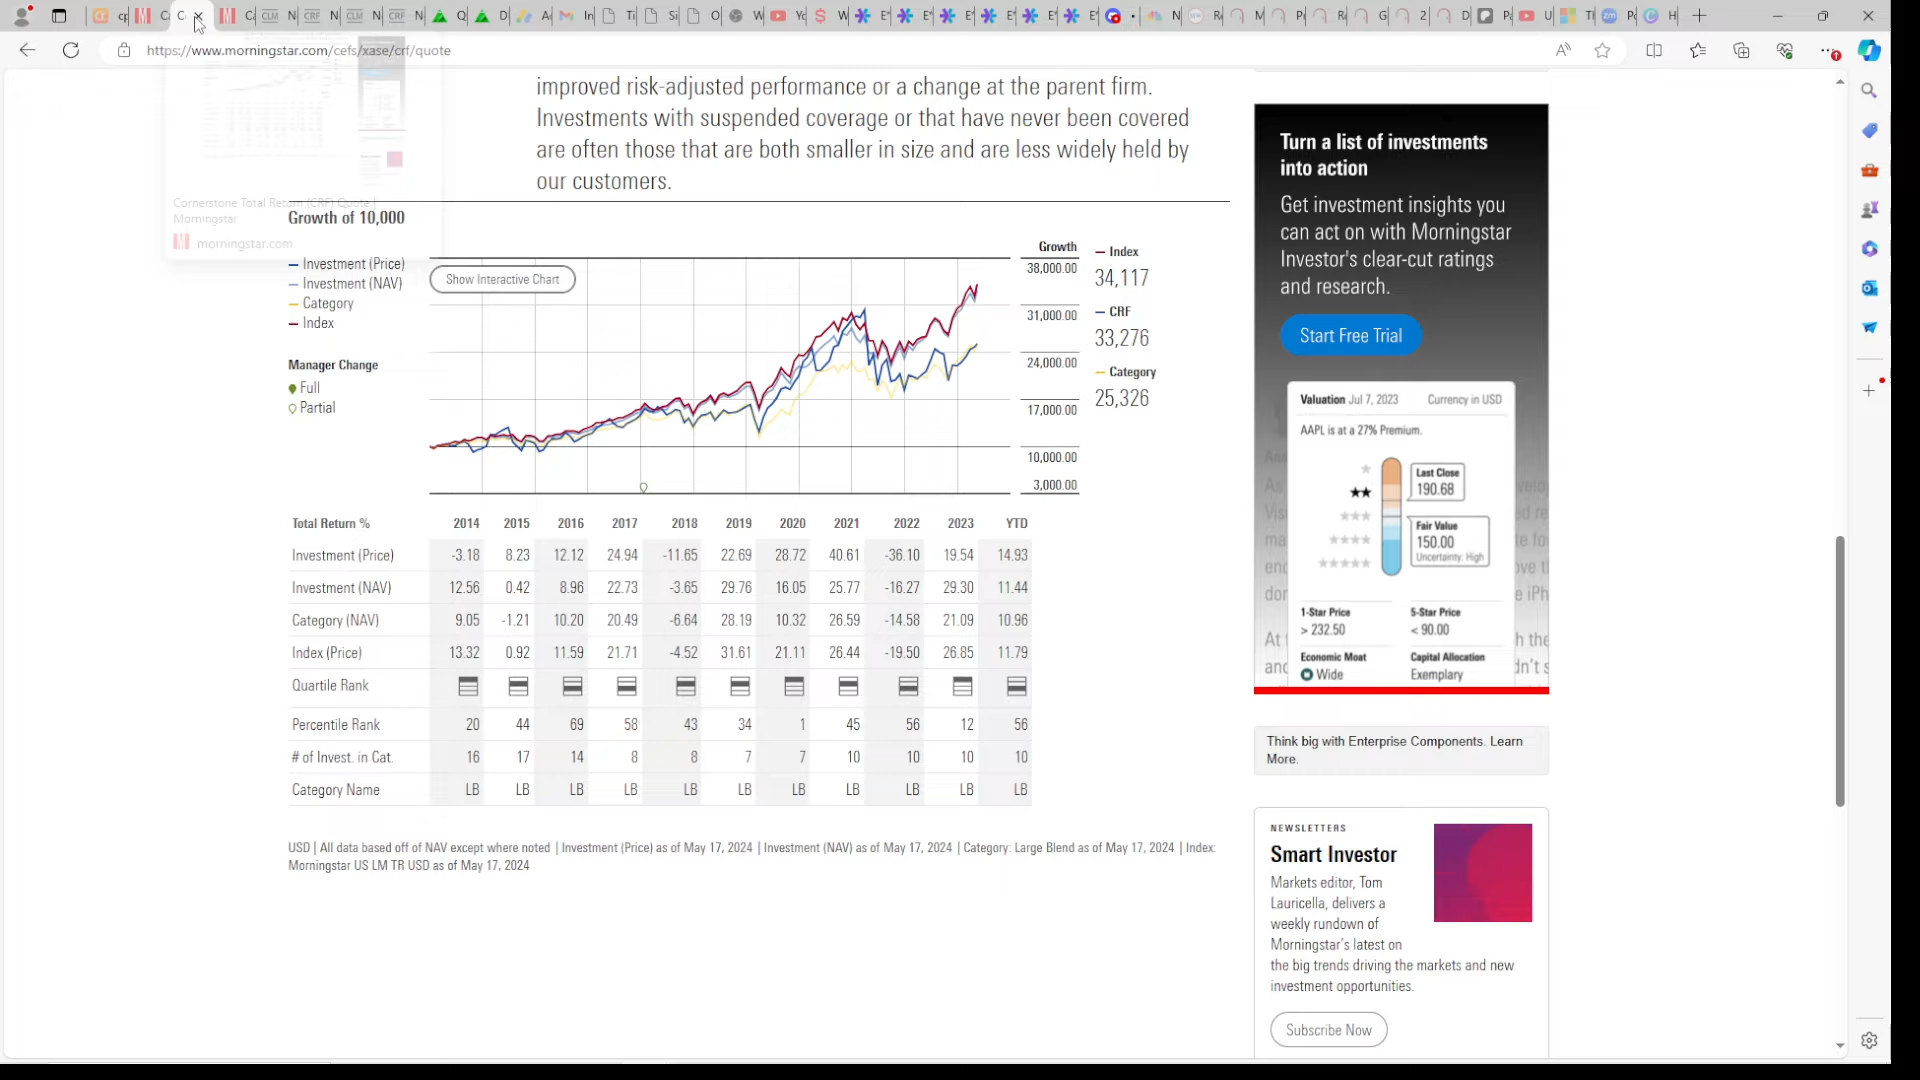 https://www.morningstar.com/cefs/xase/crf/quote
improved risk-adjusted performance or a change at the parent firm.
Investments with suspended coverage or that have never been covered
are often those that are both smaller in size and are less widely held by
our customers.
Cornerstone Total Return (CRF) Quote |
Morningstar
morningstar.com
Growth of 10,000
Investment (Price)
Investment (NAV)
Category
Index
Manager Change
Full
Partial
Show Interactive Chart
Growth
38,000.00
31,000.00
24,000.00
17,000.00
10,000.00
3,000.00
Index
34,117
CRF
33,276
Category
25,326
Total Return % 2014 2015 2016 2017 2018 2019 2020 2021 2022 2023 YTD
Investment (Price) -3.18 8.23 12.12 24.94 -11.65 22.69 28.72 40.61 -36.10 19.54 14.93
Investment (NAV) 12.56 0.42 8.96 22.73 -3.65 29.76 16.05 25.77 -16.27 29.30 11.44
Category (NAV) 9.05 -1.21 10.20 20.49 -6.64 28.19 10.32 26.59 -14.58 21.09 10.96
Index (Price) 13.32 0.92 11.59 21.71 -4.52 31.61 21.11 26.44 -19.50 26.85 11.79
Quartile Rank
Percentile Rank 20 44 69 58 43 34 1 45 56 12 56
# of Invest. in Cat. 16 17 14 8 8 7 7 10 10 10 10
Category Name LB LB LB LB LB LB LB LB LB LB LB
USD | All data based off of NAV except where noted | Investment (Price) as of May 17, 2024 | Investment (NAV) as of May 17, 2024 | Category: Large Blend as of May 17, 2024 | Index:
Morningstar US LM TR USD as of May 17, 2024
Turn a list of investments
into action
Get investment insights you
can act on with Morningstar
Investor's clear-cut ratings
and research.
Start Free Trial
Valuation Jul 7, 2023 Currency in USD
AAPL is at a 27% Premium.
Last Close
190.68
Fair Value
150.00
Uncertainty: High
1-Star Price 5-Star Price
> 232.50 < 90.00
Economic Moat Capital Allocation
Wide Exemplary
Think big with Enterprise Components. Learn
More.
NEWSLETTERS
Smart Investor
Markets editor, Tom
Lauricella, delivers a
weekly rundown of
Morningstar's latest on
the big trends driving the markets and new
investment opportunities.
Subscribe Now